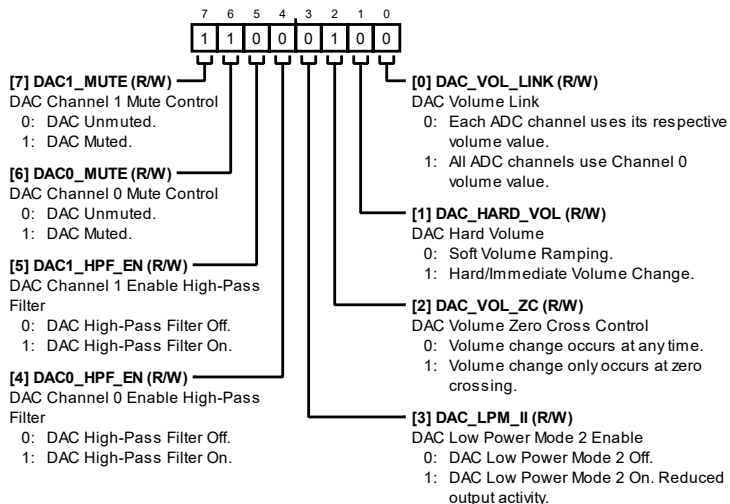 7 6 5 4 3 2 1 0
1 1 0 0 0 1 0 0
[7] DAC1_MUTE (R/W)
DAC Channel 1 Mute Control
0: DAC Unmuted.
1: DAC Muted.
[6] DAC0_MUTE (R/W)
DAC Channel 0 Mute Control
0: DAC Unmuted.
1: DAC Muted.
[5] DAC1_HPF_EN (R/W)
DAC Channel 1 Enable High-Pass
Filter
0: DAC High-Pass Filter Off.
1: DAC High-Pass Filter On.
[4] DAC0_HPF_EN (R/W)
DAC Channel 0 Enable High-Pass
Filter
0: DAC High-Pass Filter Off.
1: DAC High-Pass Filter On.
[0] DAC_VOL_LINK (R/W)
DAC Volume Link
0: Each ADC channel uses its respective
volume value.
1: All ADC channels use Channel 0
volume value.
[1] DAC_HARD_VOL (R/W)
DAC Hard Volume
0: Soft Volume Ramping.
1: Hard/Immediate Volume Change.
[2] DAC_VOL_ZC (R/W)
DAC Volume Zero Cross Control
0: Volume change occurs at any time.
1: Volume change only occurs at zero
crossing.
[3] DAC_LPM_II (R/W)
DAC Low Power Mode 2 Enable
0: DAC Low Power Mode 2 Off.
1: DAC Low Power Mode 2 On. Reduced
output activity.